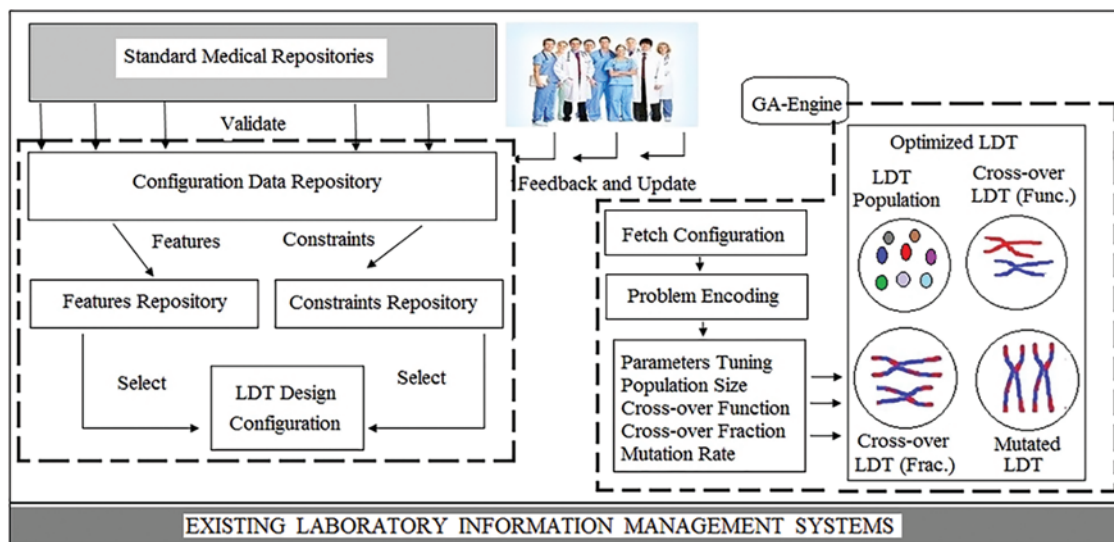 Standard Medical Repositories
Validate
Configuration Data Repository
Features
Constraints
Features Repository
Constraints Repository
Select
Select
LDT Design
Configuration
Feedback and Update
GA-Engine
Fetch Configuration
Problem Encoding
Parameters Tuning
Population Size
Cross-over Function
Cross-over Fraction
Mutation Rate
Optimized LDT
LDT
Population
Cross-over
LDT (Func.)
Cross-over
LDT (Frac.)
Mutated
LDT
EXISTING LABORATORY INFORMATION MANAGEMENT SYSTEMS